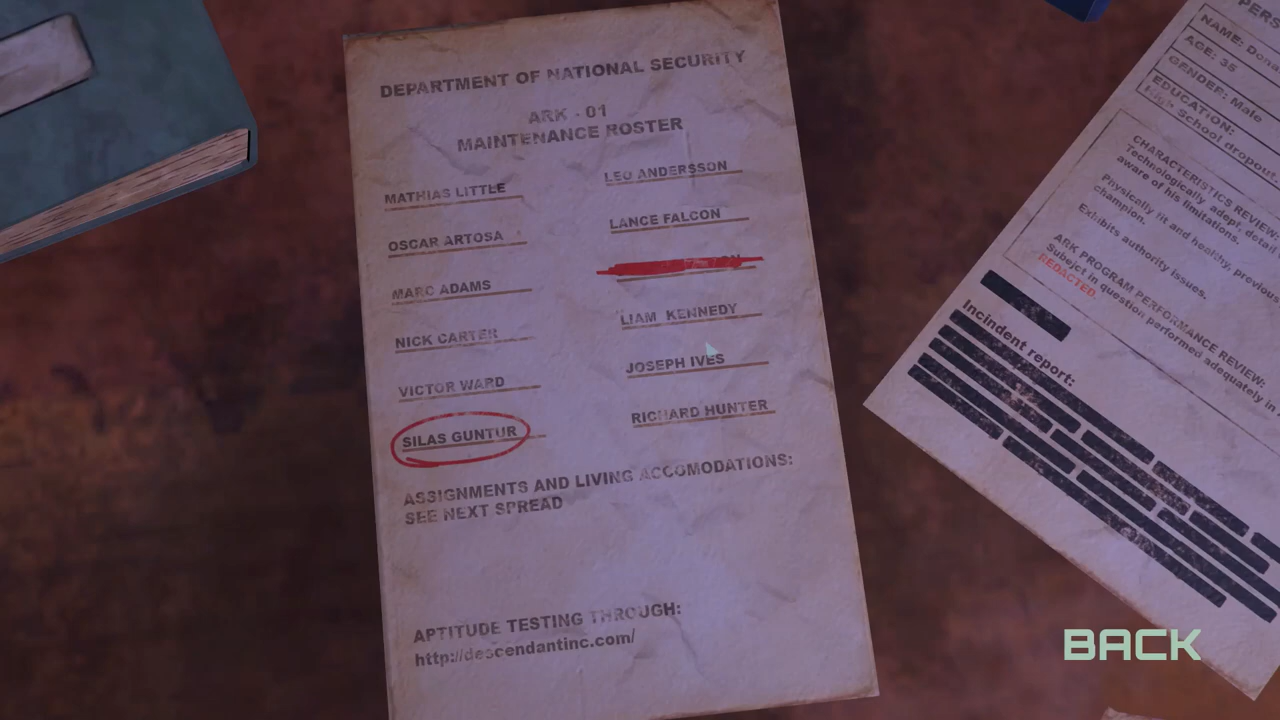 DEPARTMENT OF NATIONAL SECURITY
ARK - 01
MAINTENANCE ROSTER
MATHIAS LITTLE
OSCAR ARTOSA
MARC ADAMS
NICK CARTER
VICTOR WARD
SILAS GUNTUR
LEO ANDERSSON
LANCE FALCON
LIAM KENNEDY
JOSEPH IVES
RICHARD HUNTER
ASSIGNMENTS AND LIVING ACCOMODATIONS:
SEE NEXT SPREAD
APTITUDE TESTING THROUGH:
http://descendantinc.com/
NAME:
AGE: 35
GENDER: Male
EDUCATION:
High School dropout.
CHARACTERISTICS REVIEW:
Technologically adept, detail
aware of his limitations.
Physically fit and healthy, previous
champion.
Exhibits authority issues.
ARK PROGRAM PERFORMANCE REVIEW:
Subejct in question performed adequately in
REDACTED
Incindent report:
BACK